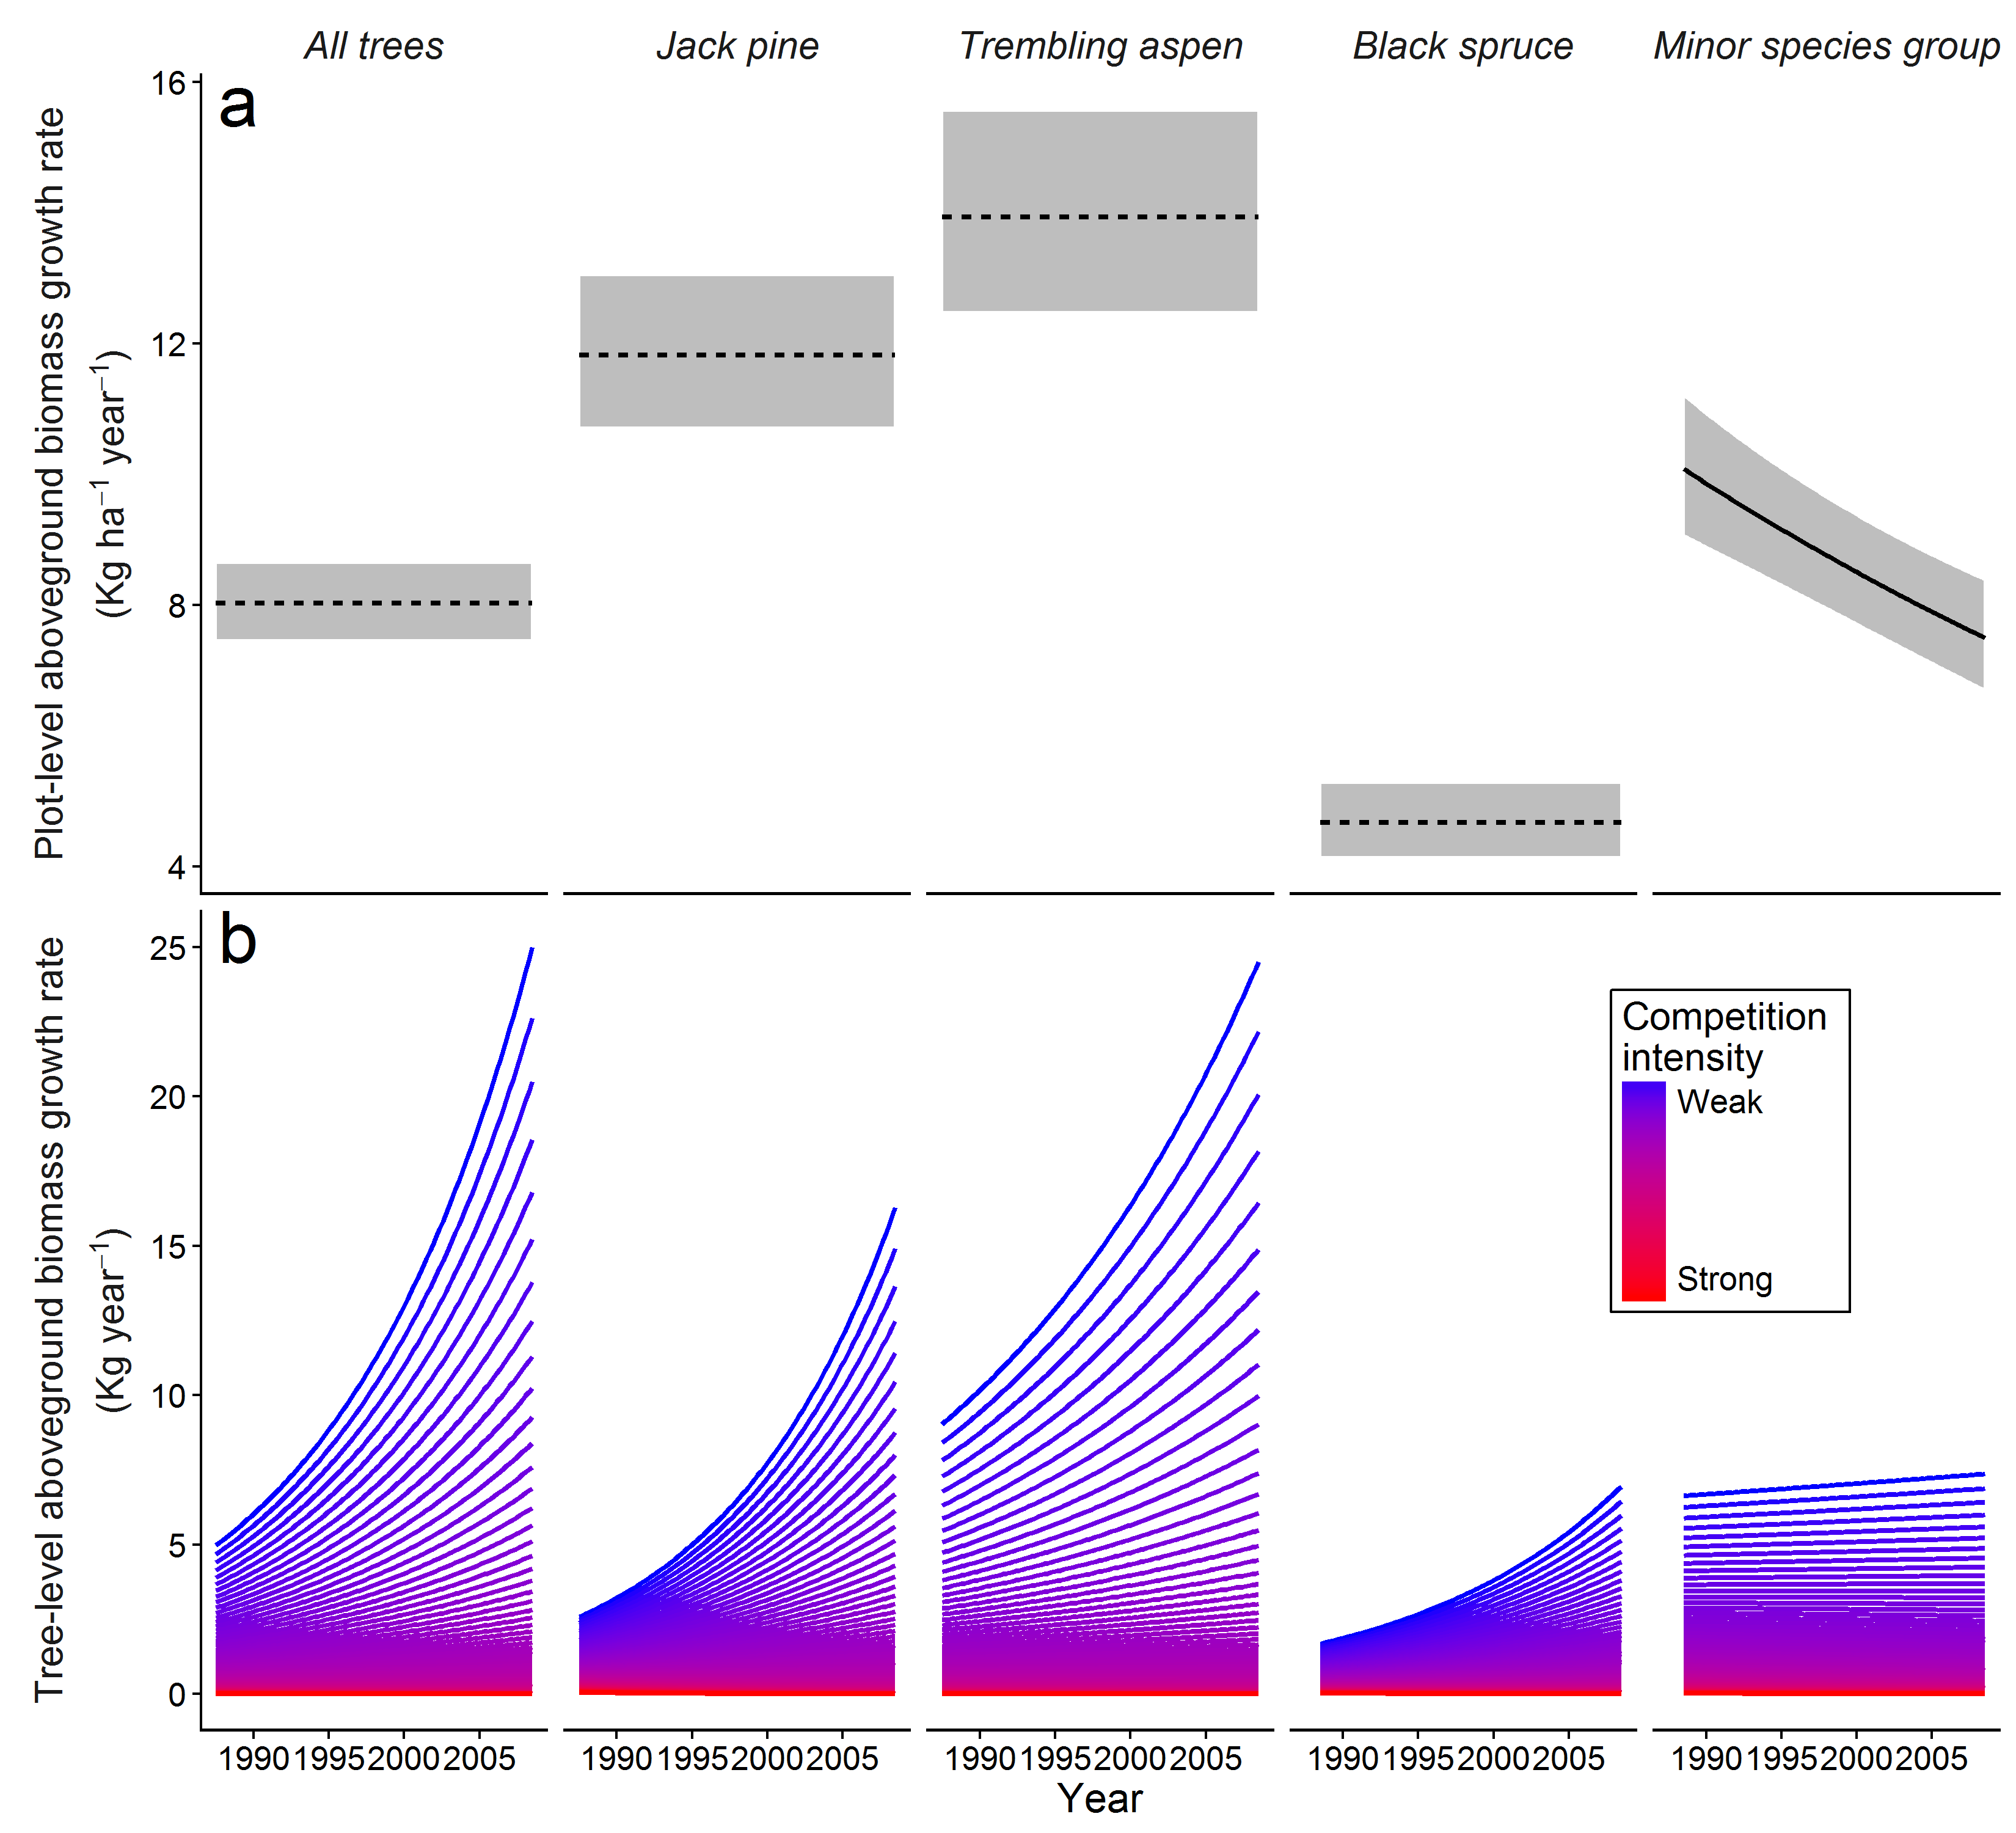 All trees Jack pine Trembling aspen Black spruce Minor species group
a
Plot-level aboveground biomass growth rate
(Kg ha⁻¹ year⁻¹)
16
12
8
4
b
Tree-level aboveground biomass growth rate
(Kg year⁻¹)
25
20
15
10
5
0
Competition
intensity
Weak
Strong
1990 1995 2000 2005 1990 1995 2000 2005 1990 1995 2000 2005 1990 1995 2000 2005 1990 1995 2000 2005
Year